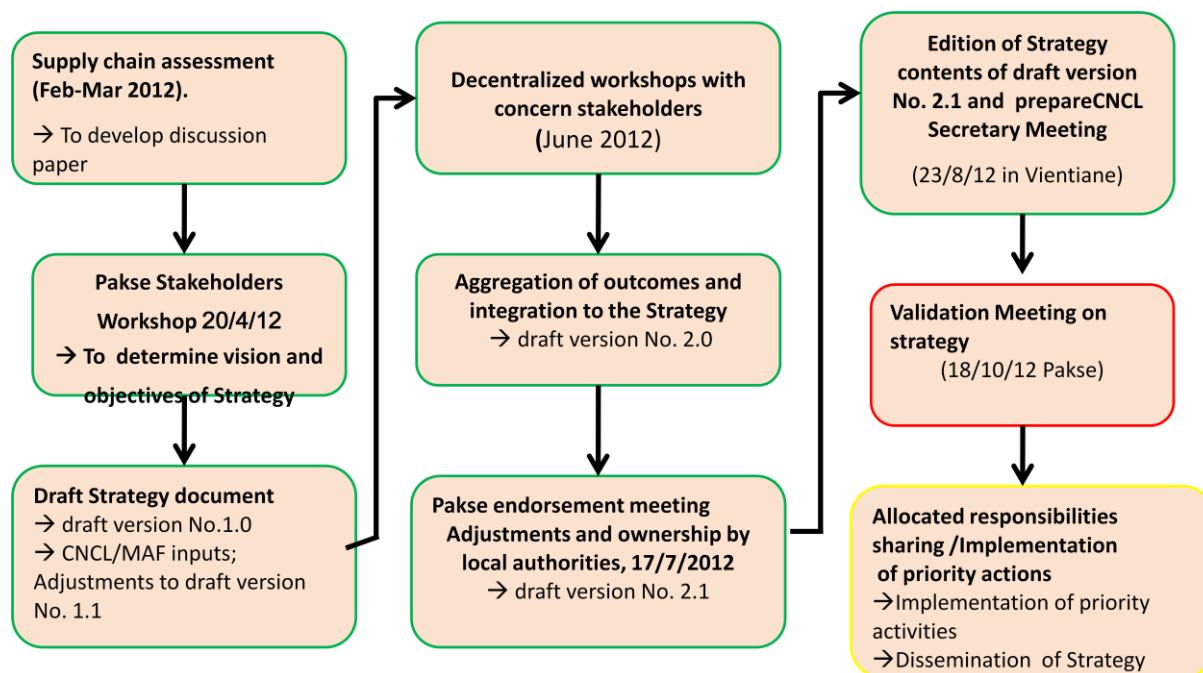 Supply chain assessment
(Feb-Mar 2012).
→ To develop discussion
paper
Pakse Stakeholders
Workshop 20/4/12
→ To  determine vision and
objectives of Strategy
Draft Strategy document
→ draft version No.1.0
→ CNCL/MAF inputs;
Adjustments to draft version
No. 1.1
Decentralized workshops with
concern stakeholders
(June 2012)
Aggregation of outcomes and
integration to the Strategy
→ draft version No. 2.0
Pakse endorsement meeting
Adjustments and ownership by
local authorities, 17/7/2012
→ draft version No. 2.1
Edition of Strategy
contents of draft version
No. 2.1 and  prepareCNCL
Secretary Meeting
(23/8/12 in Vientiane)
Validation Meeting on
strategy
(18/10/12 Pakse)
Allocated responsibilities
sharing /Implementation
of priority actions
→Implementation of priority
activities
→Dissemination  of Strategy